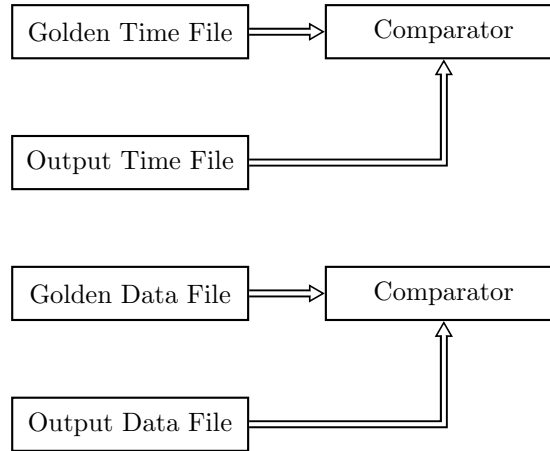 Golden Time File
Comparator
Output Time File
Golden Data File
Comparator
Output Data File